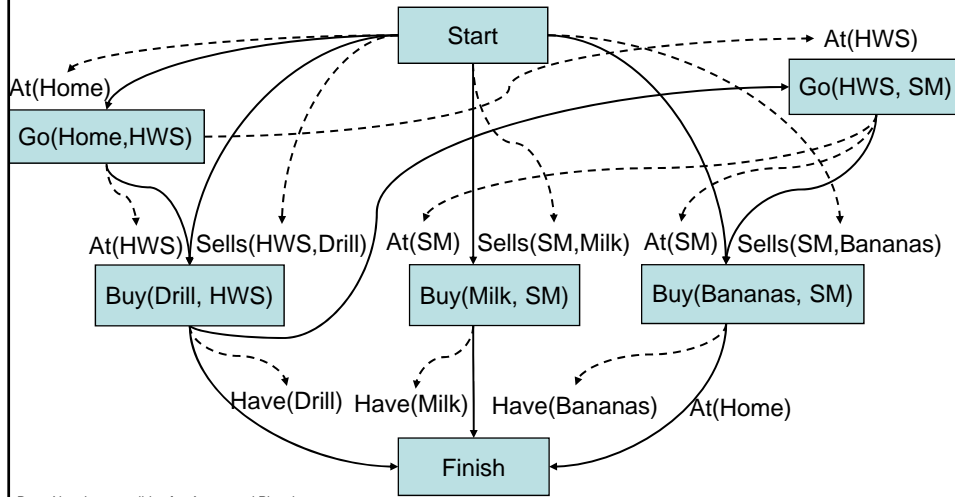 Start
At(HWS)
At(Home)
Go(HWS, SM)
Go(Home,HWS)
At(HWS)
Sells(HWS,Drill)
At(SM)
Sells(SM,Milk)
At(SM)
Sells(SM,Bananas)
Buy(Drill, HWS)
Buy(Milk, SM)
Buy(Bananas, SM)
Have(Drill)
Have(Milk)
Have(Bananas)
At(Home)
Finish